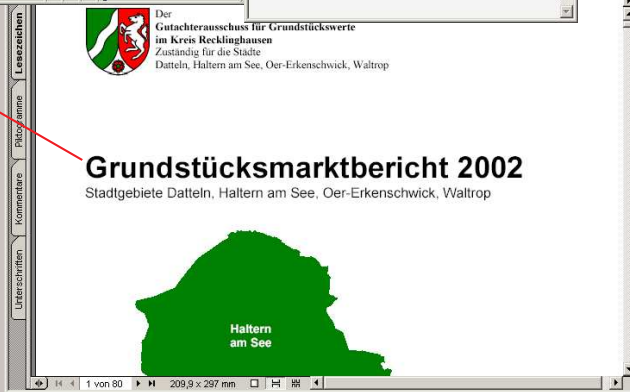 Der
Gutachterausschuss für Grundstückswerte
im Kreis Recklinghausen
Zuständig für die Städte
Datteln, Haltern am See, Oer-Erkenschwick, Waltrop
Lesezeichen
Piktogramme
Kommentare
Unterschriften
Grundstücksmarktbericht 2002
Stadtgebiete Datteln, Haltern am See, Oer-Erkenschwick, Waltrop
Haltern
am See
1 von 80
209,9 x 297 mm